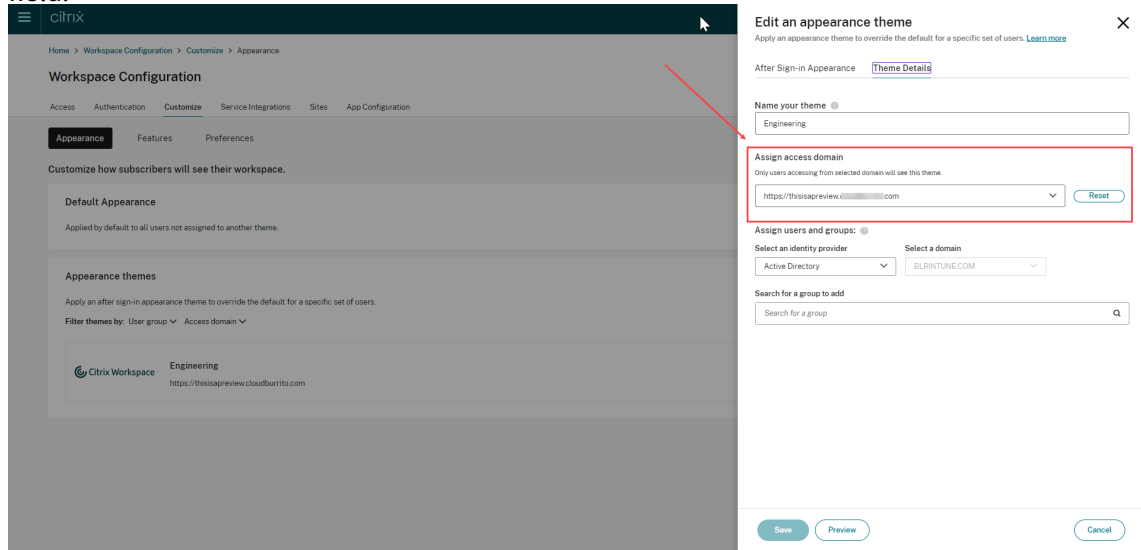 citrix
Home > Workspace Configuration > Customize > Appearance
Workspace Configuration
Access Authentication Customize Service Integrations Sites App Configuration
Appearance Features Preferences
Customize how subscribers will see their workspace.
Default Appearance
Applied by default to all users not assigned to another theme.
Appearance themes
Apply an after sign-in appearance theme to override the default for a specific set of users.
Filter themes by: User group Access domain
Citrix Workspace
Engineering
https://thisisapreview.cloudburrito.com
Edit an appearance theme
Apply an appearance theme to override the default for a specific set of users. Learn more
After Sign-in Appearance Theme Details
Name your theme
Engineering
Assign access domain
Only users accessing from selected domain will see this theme.
https://thisisapreview. com Reset
Assign users and groups:
Select an identity provider Select a domain
Active Directory BLRINTUNE.COM
Search for a group to add
Search for a group
Save Preview Cancel